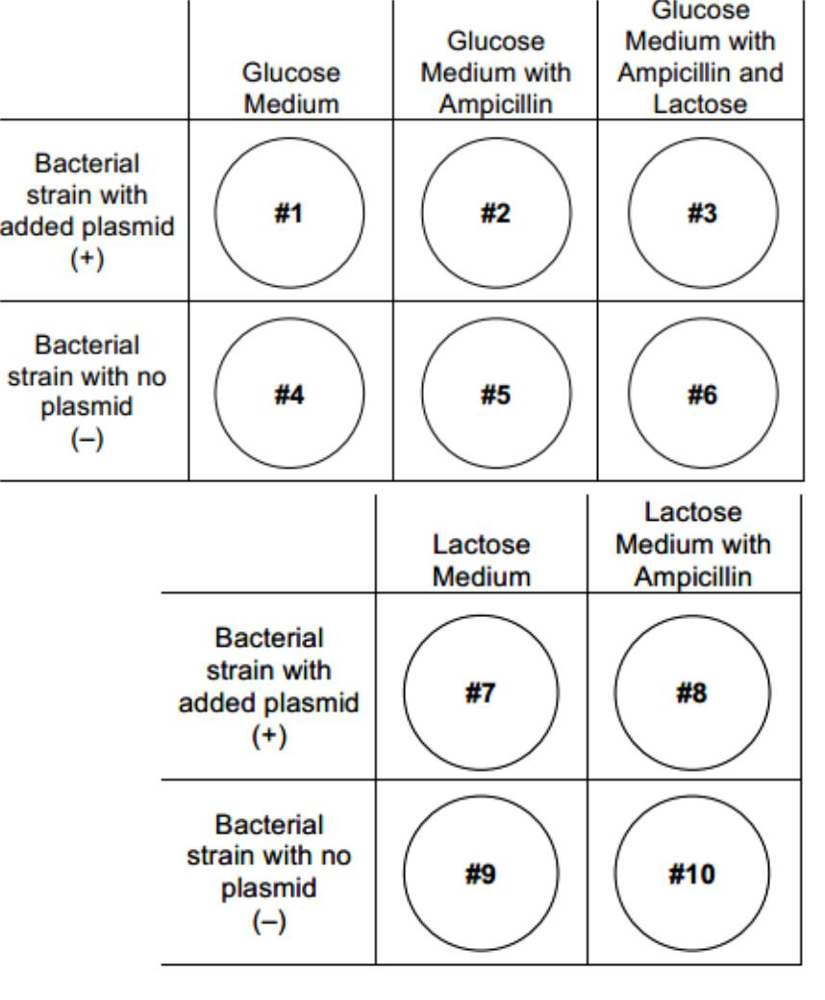 Glucose
Medium
Glucose
Medium with
Ampicillin
Glucose
Medium with
Ampicillin and
Lactose
Bacterial
strain with
added plasmid
(+)
#1
#2
#3
Bacterial
strain with no
plasmid
(–)
#4
#5
#6
Lactose
Medium
Lactose
Medium with
Ampicillin
Bacterial
strain with
added plasmid
(+)
#7
#8
Bacterial
strain with no
plasmid
(–)
#9
#10